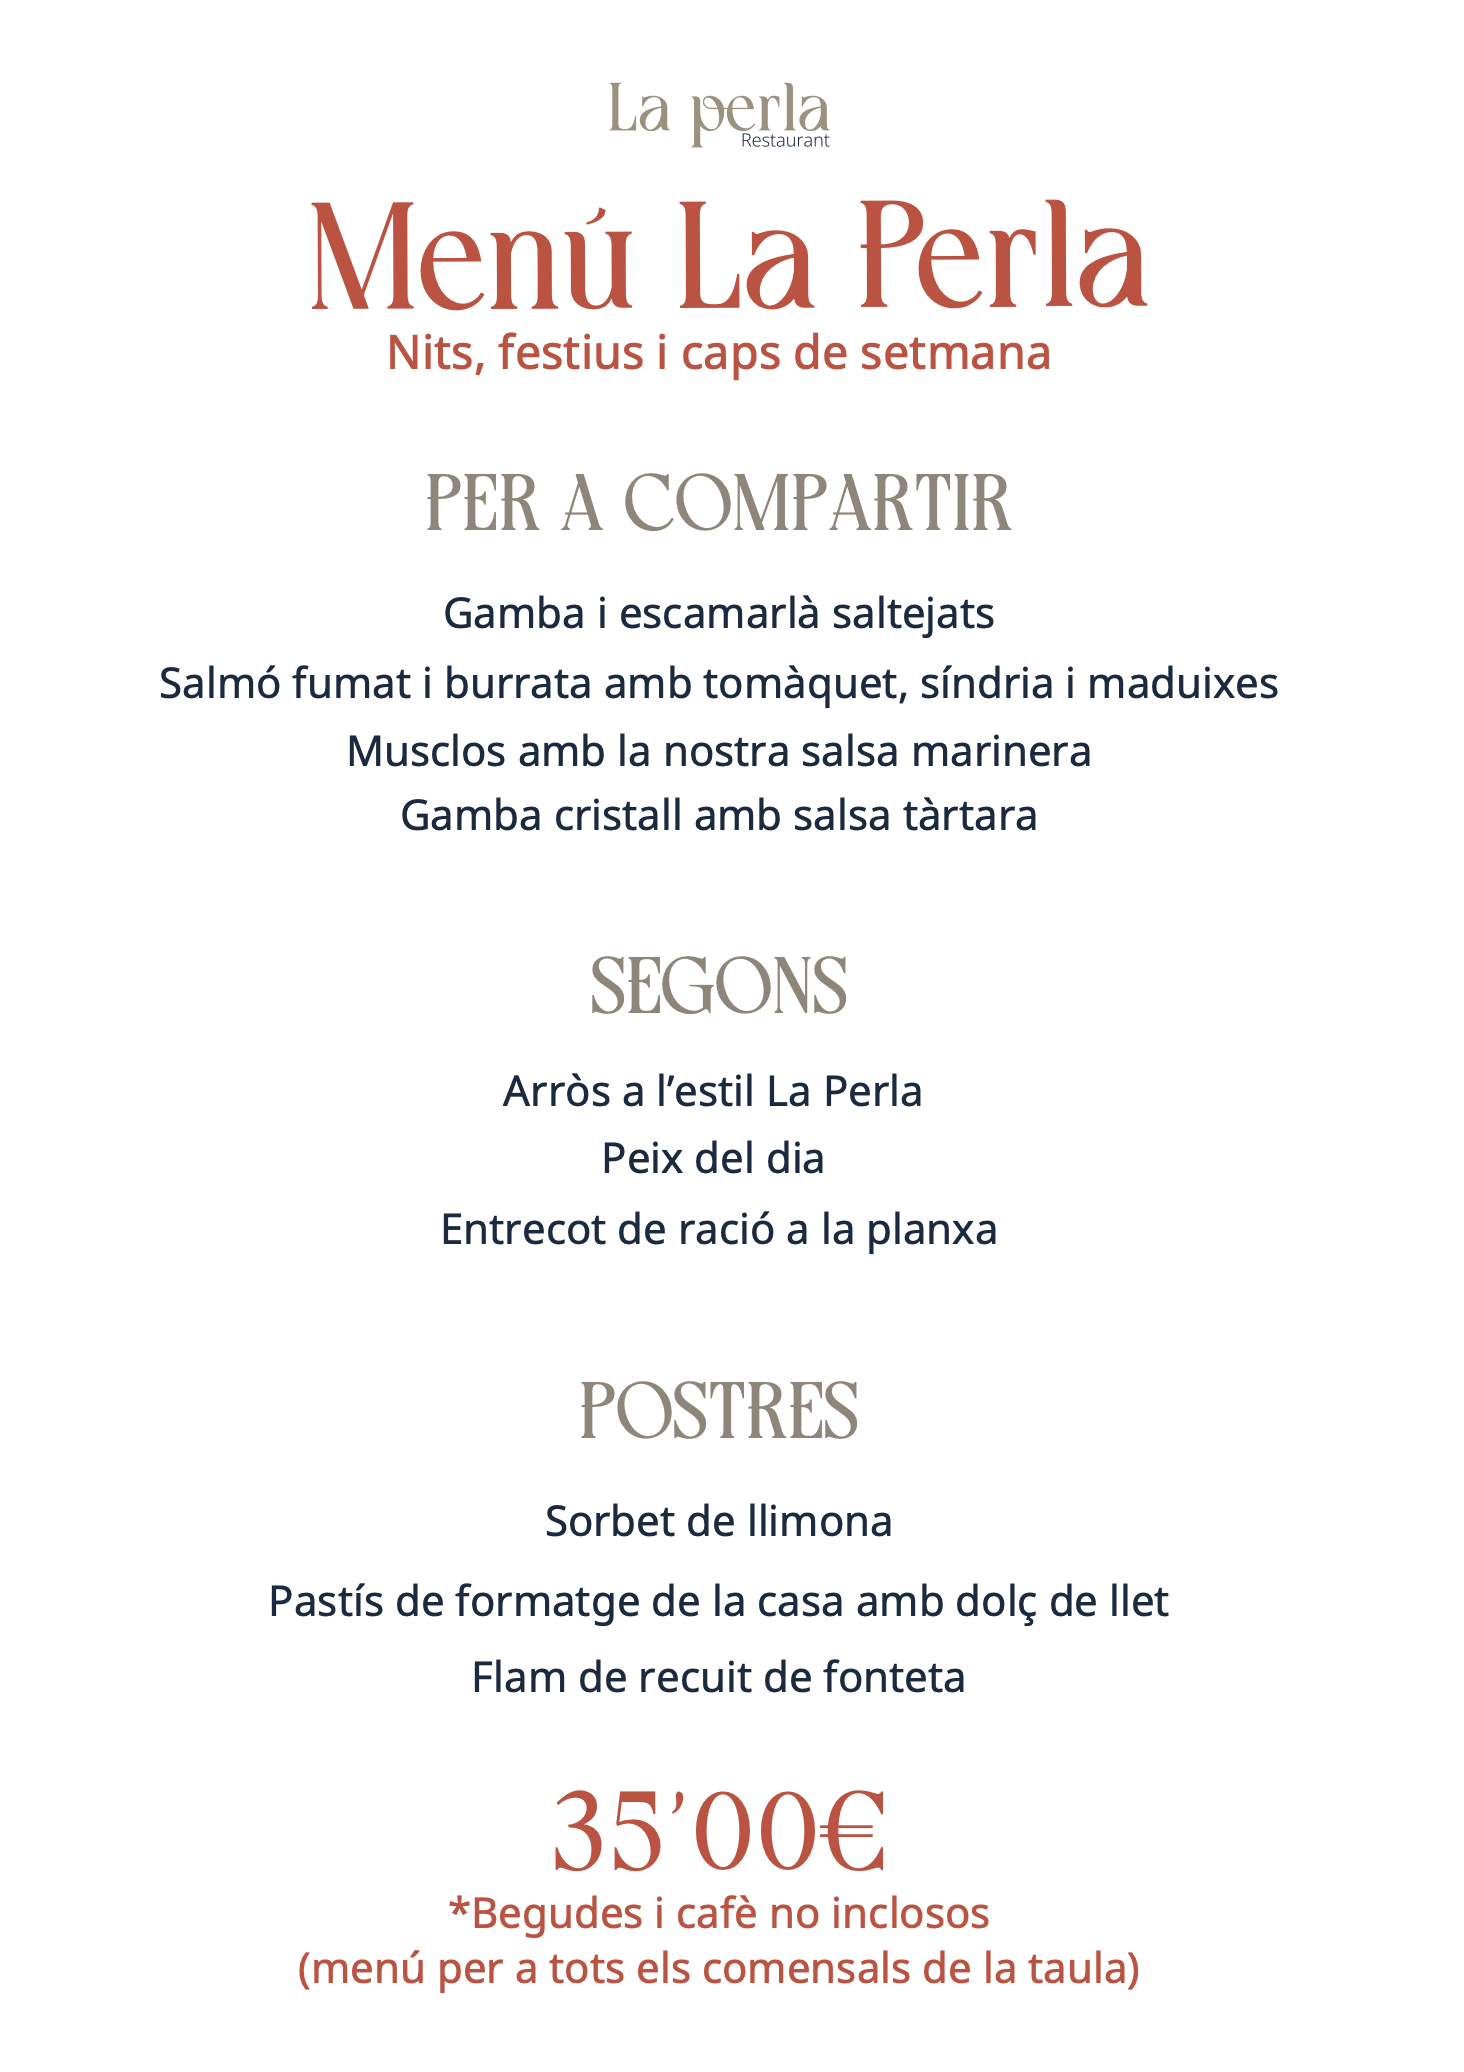 La perla
Restaurant
Menú La Perla
Nits, festius i caps de setmana
PER A COMPARTIR
Gamba i escamarlà saltejats
Salmó fumat i burrata amb tomàquet, síndria i maduixes
Musclos amb la nostra salsa marinera
Gamba cristall amb salsa tàrtara
SEGONS
Arròs a l’estil La Perla
Peix del dia
Entrecot de ració a la planxa
POSTRES
Sorbet de llimona
Pastís de formatge de la casa amb dolç de llet
Flam de recuit de fonteta
35’00€
*Begudes i cafè no inclosos
(menú per a tots els comensals de la taula)